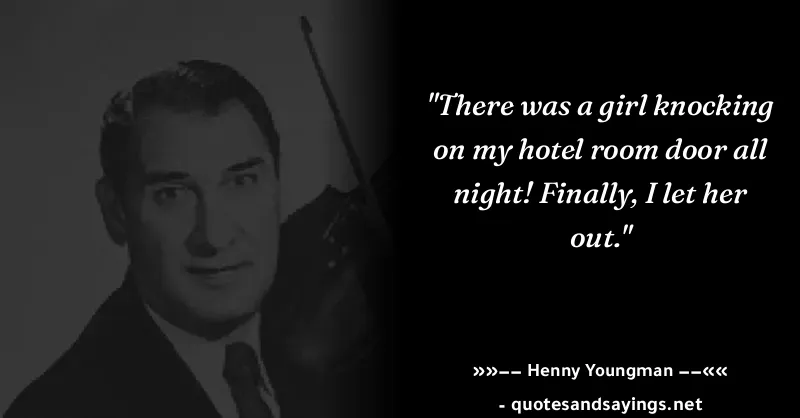 "There was a girl knocking
on my hotel room door all
night! Finally, I let her
out."
»»–– Henny Youngman ––««
- quotesandsayings.net